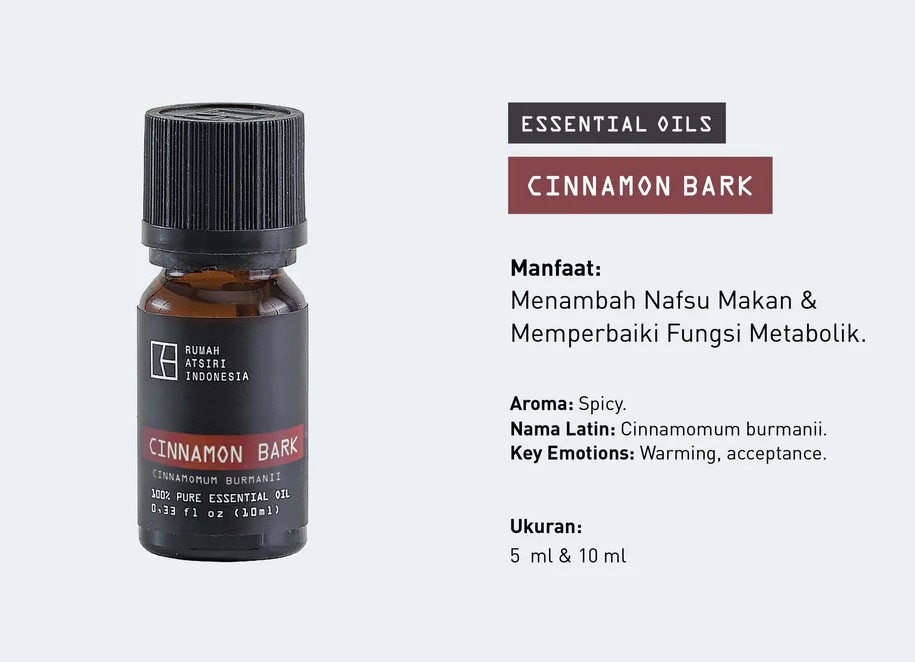 RUMAH
ATSIRI
INDONESIA
CINNAMON BARK
CINNAMOMUM BURMANII
100% PURE ESSENTIAL OIL
0,33 fl oz (10ml)
ESSENTIAL OILS
CINNAMON BARK
Manfaat:
Menambah Nafsu Makan &
Memperbaiki Fungsi Metabolik.
Aroma: Spicy.
Nama Latin: Cinnamomum burmanii.
Key Emotions: Warming, acceptance.
Ukuran:
5 ml & 10 ml